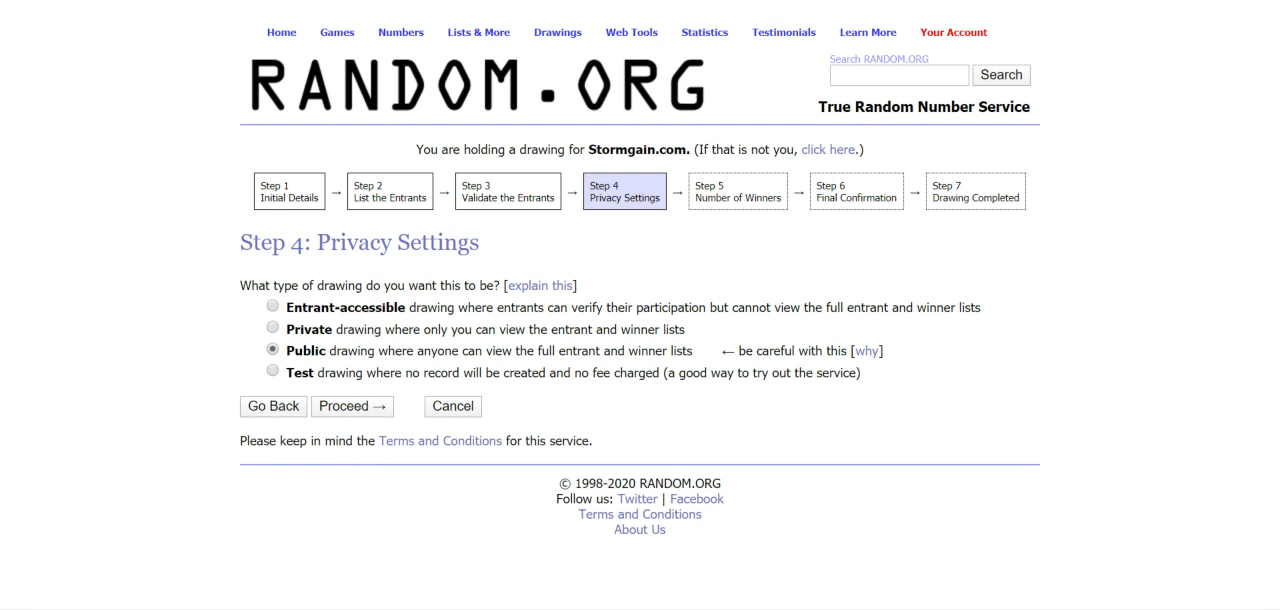 Home Games Numbers Lists & More Drawings Web Tools Statistics Testimonials Learn More Your Account
RANDOM.ORG
Search RANDOM.ORG
Search
True Random Number Service
You are holding a drawing for Stormgain.com. (If that is not you, click here.)
Step 1
Initial Details
→
Step 2
List the Entrants
→
Step 3
Validate the Entrants
→
Step 4
Privacy Settings
→
Step 5
Number of Winners
→
Step 6
Final Confirmation
→
Step 7
Drawing Completed
Step 4: Privacy Settings
What type of drawing do you want this to be? [explain this]
Entrant-accessible drawing where entrants can verify their participation but cannot view the full entrant and winner lists
Private drawing where only you can view the entrant and winner lists
Public drawing where anyone can view the full entrant and winner lists ← be careful with this [why]
Test drawing where no record will be created and no fee charged (a good way to try out the service)
Go Back Proceed → Cancel
Please keep in mind the Terms and Conditions for this service.
© 1998-2020 RANDOM.ORG
Follow us: Twitter | Facebook
Terms and Conditions
About Us